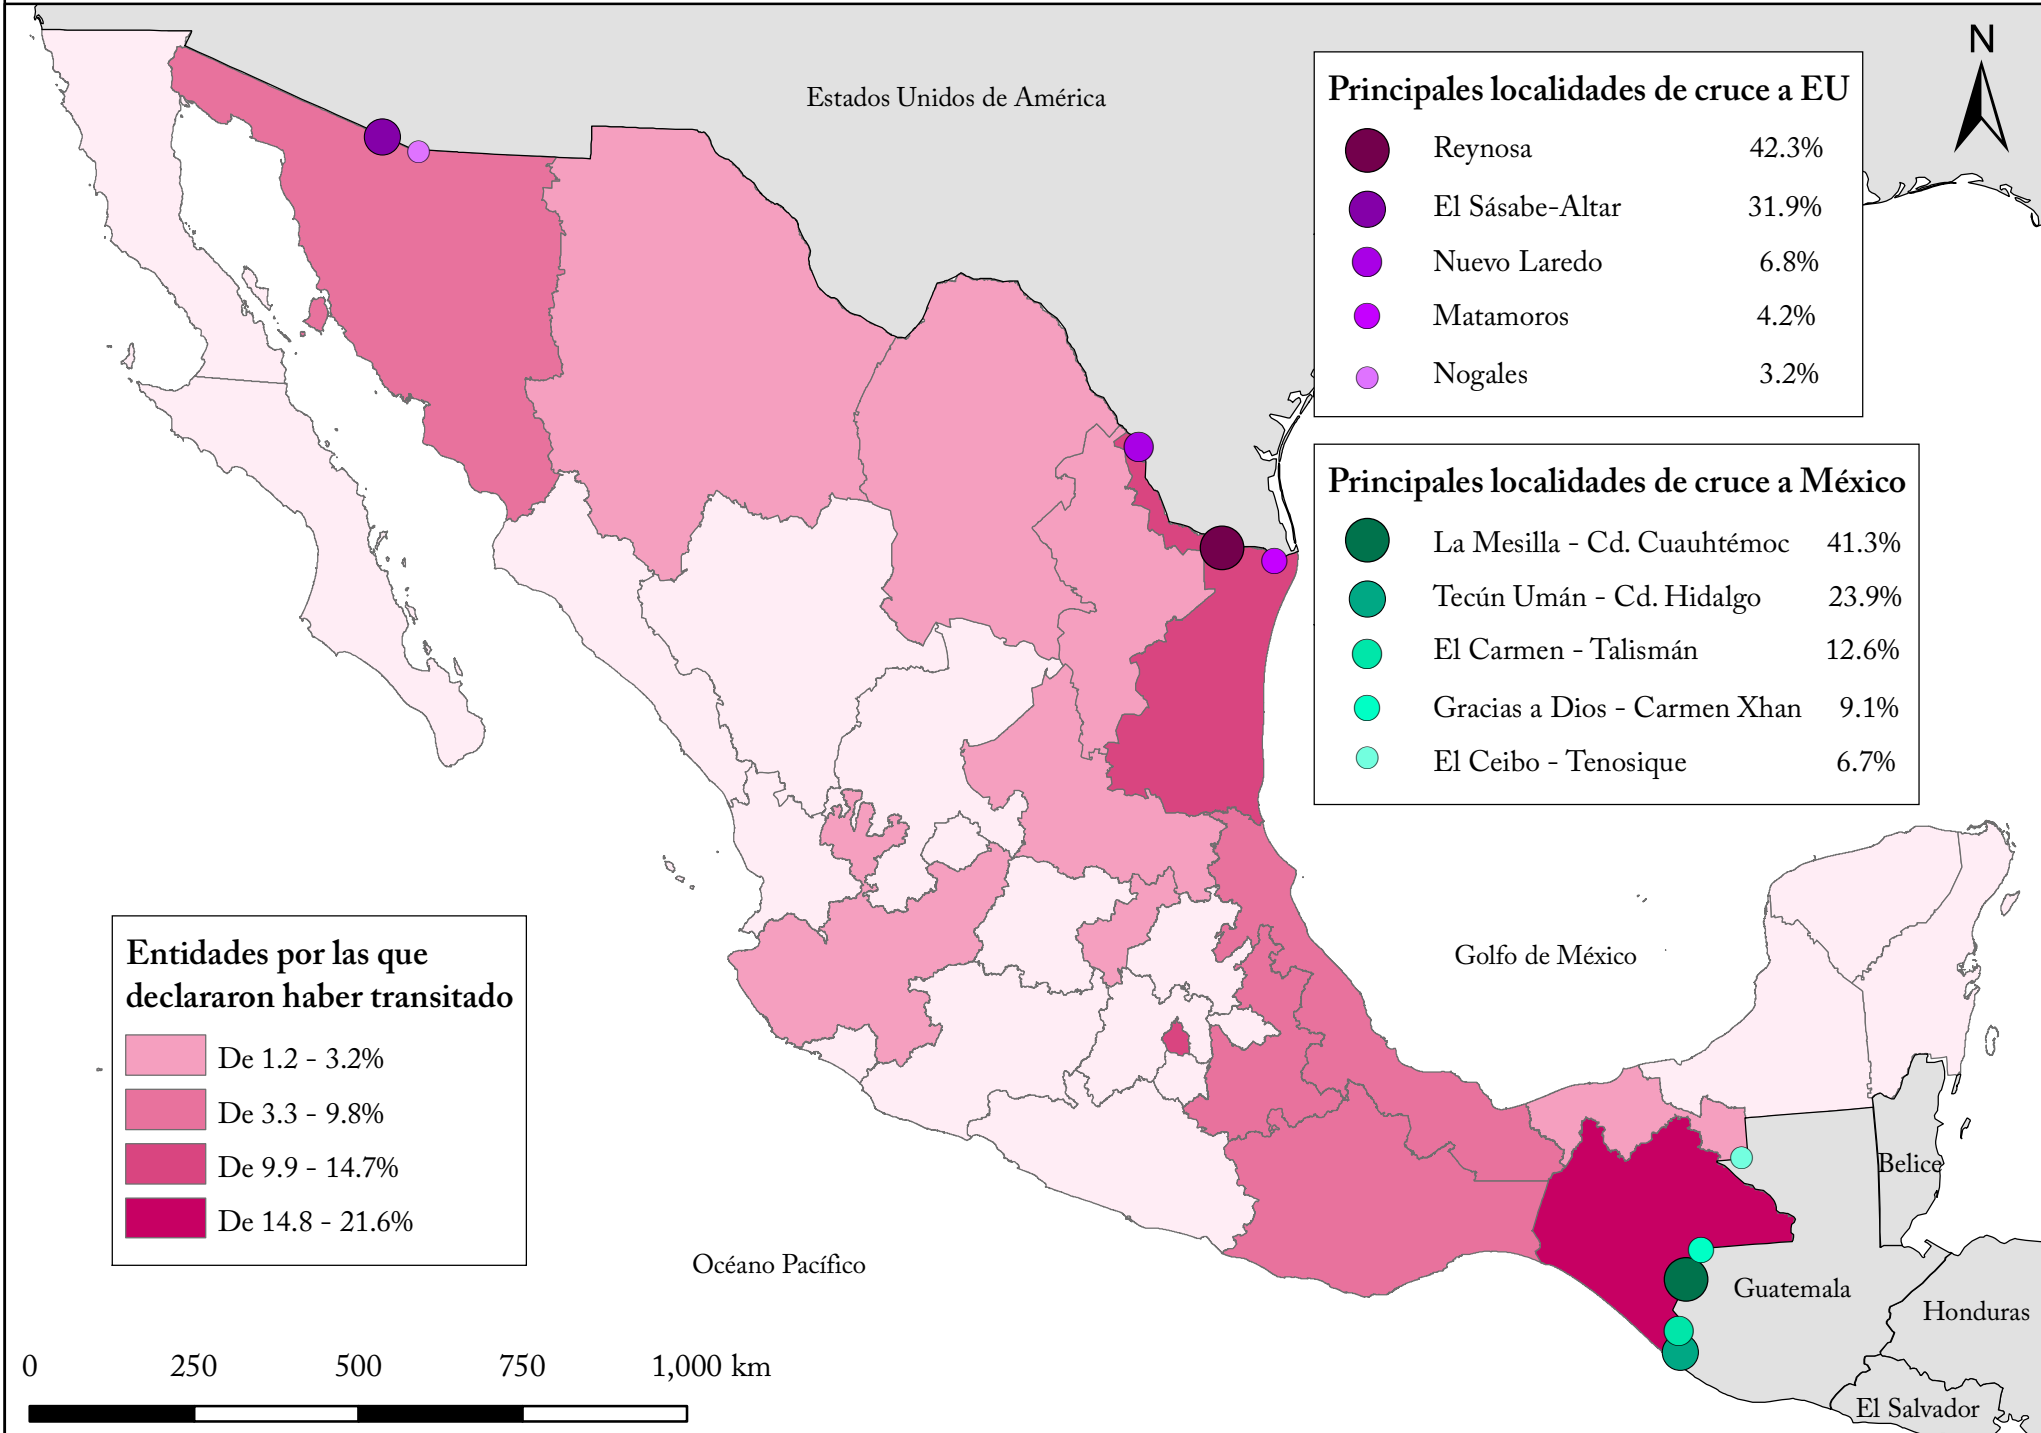 Estados Unidos de América
N
Principales localidades de cruce a EU
Reynosa 42.3%
El Sásabe-Altar 31.9%
Nuevo Laredo 6.8%
Matamoros 4.2%
Nogales 3.2%
Principales localidades de cruce a México
La Mesilla - Cd. Cuauhtémoc 41.3%
Tecún Umán - Cd. Hidalgo 23.9%
El Carmen - Talismán 12.6%
Gracias a Dios - Carmen Xhan 9.1%
El Ceibo - Tenosique 6.7%
Entidades por las que
declararon haber transitado
De 1.2 - 3.2%
De 3.3 - 9.8%
De 9.9 - 14.7%
De 14.8 - 21.6%
Golfo de México
Belice
Océano Pacífico
Guatemala
Honduras
El Salvador
0 250 500 750 1,000 km